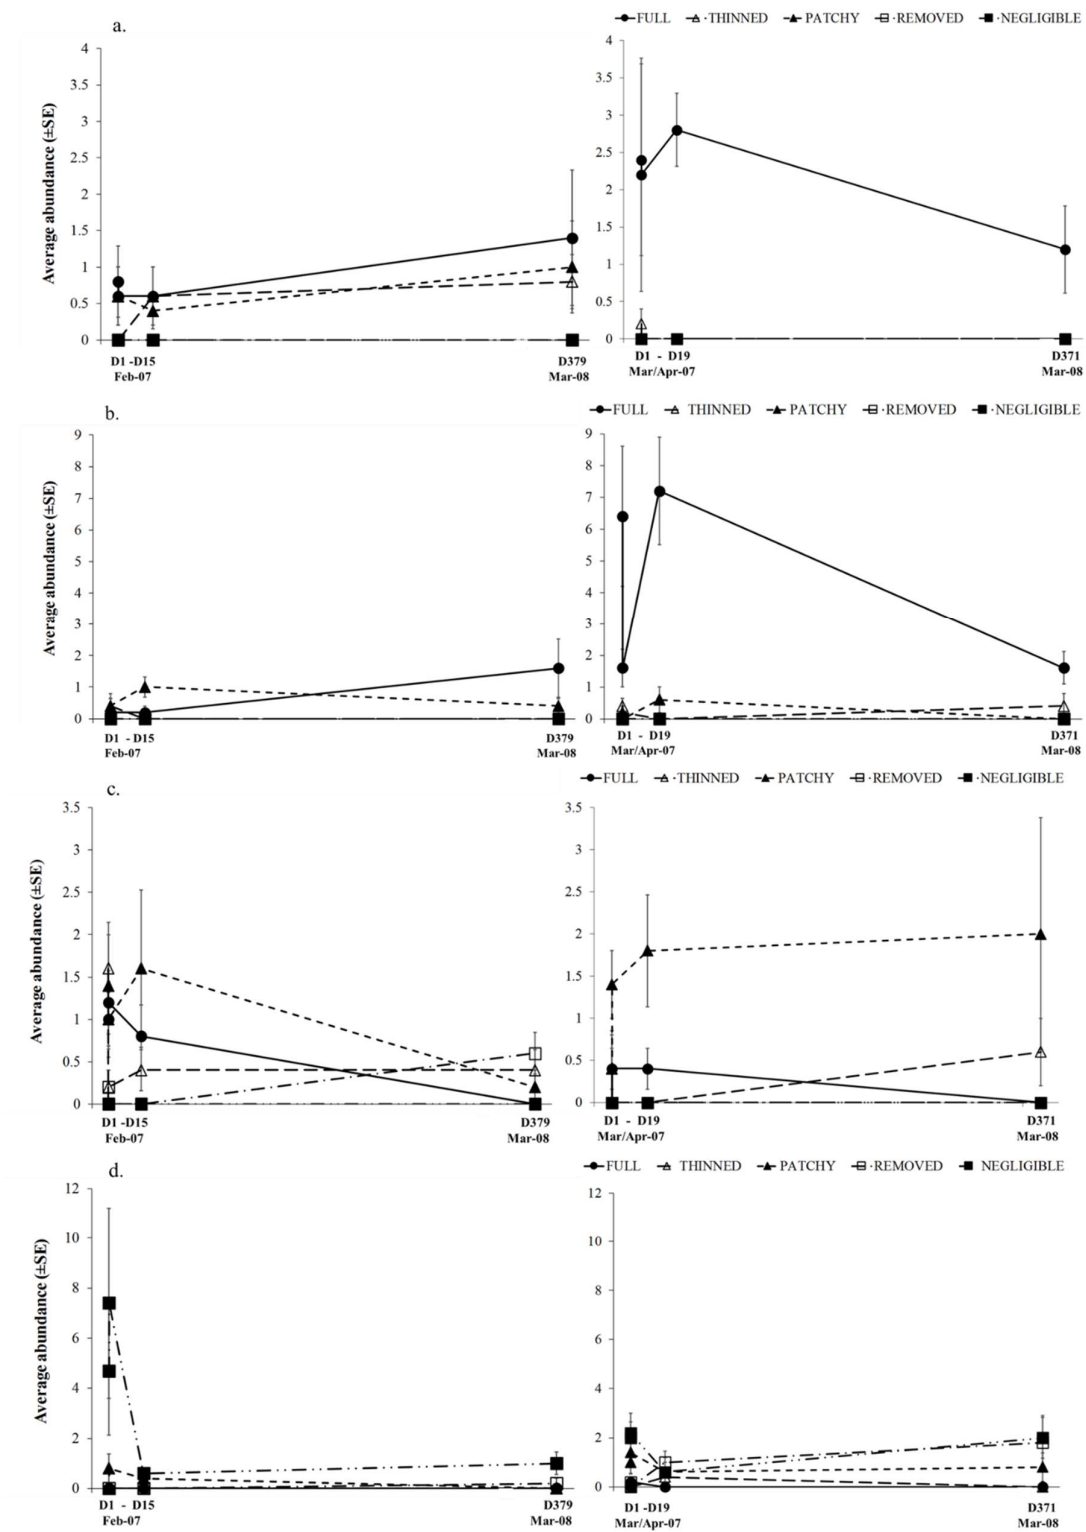 a.
FULL THINNED PATCHY REMOVED NEGLIGIBLE
Average abundance (±SE)
4
3.5
3
2.5
2
1.5
1
0.5
0
D1 -D15
Feb-07
D379
Mar-08
4
3.5
3
2.5
2
1.5
1
0.5
0
D1 - D19
Mar/Apr-07
D371
Mar-08
b.
FULL THINNED PATCHY REMOVED NEGLIGIBLE
Average abundance (±SE)
9
8
7
6
5
4
3
2
1
0
D1 - D15
Feb-07
D379
Mar-08
9
8
7
6
5
4
3
2
1
0
D1 - D19
Mar/Apr-07
D371
Mar-08
c.
FULL THINNED PATCHY REMOVED NEGLIGIBLE
Average abundance (±SE)
3.5
3
2.5
2
1.5
1
0.5
0
D1 -D15
Feb-07
D379
Mar-08
3.5
3
2.5
2
1.5
1
0.5
0
D1 - D19
Mar/Apr-07
D371
Mar-08
d.
FULL THINNED PATCHY REMOVED NEGLIGIBLE
Average abundance (±SE)
12
10
8
6
4
2
0
D1 - D15
Feb-07
D379
Mar-08
12
10
8
6
4
2
0
D1 -D19
Mar/Apr-07
D371
Mar-08